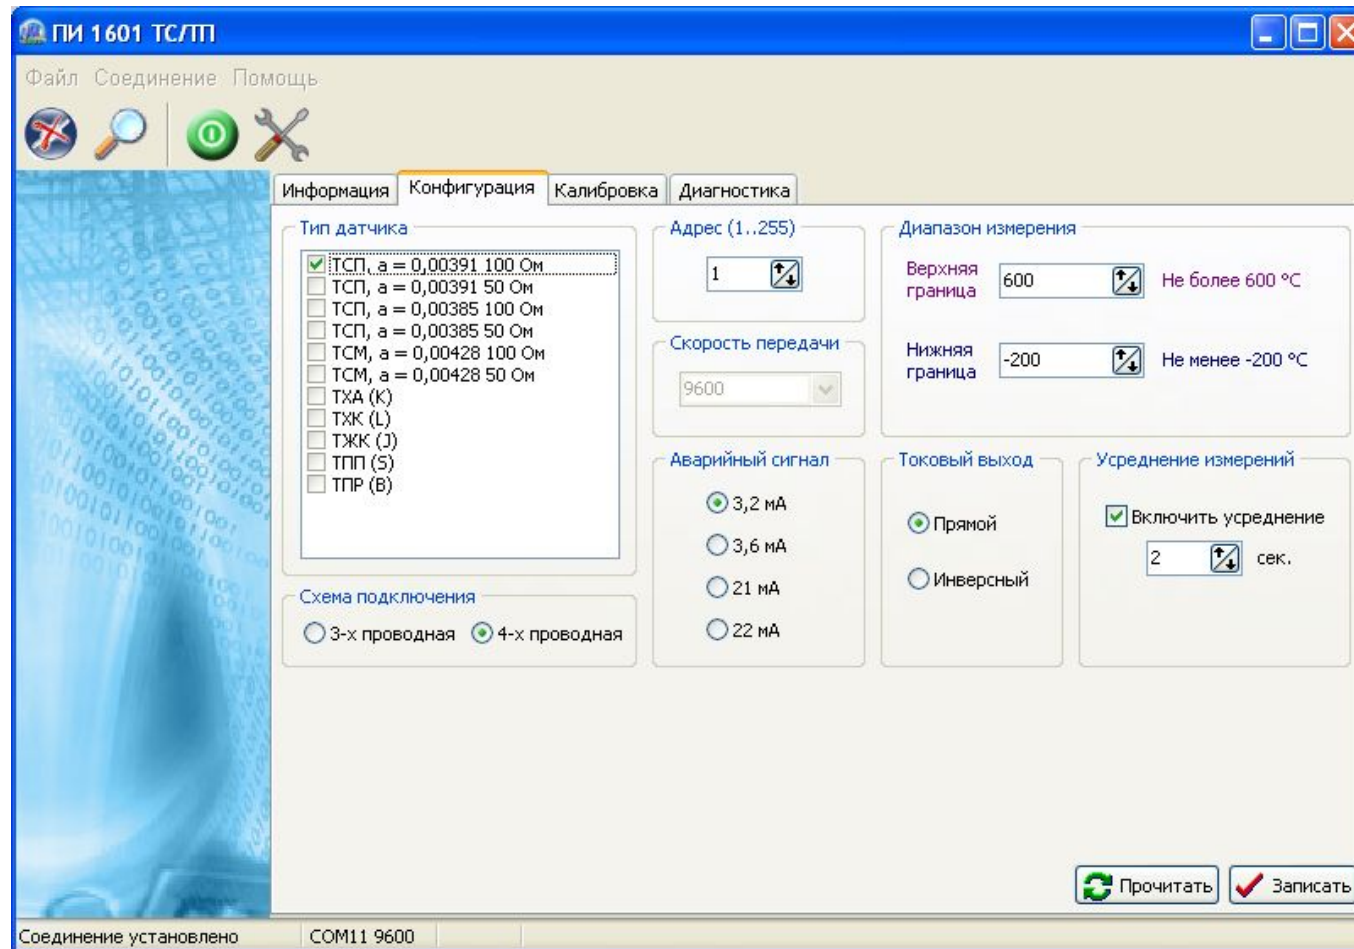 ПИ 1601 ТС/ТП
Файл Соединение Помощь
Информация Конфигурация Калибровка Диагностика
Тип датчика
ТСП, a = 0,00391 100 Ом
ТСП, a = 0,00391 50 Ом
ТСП, a = 0,00385 100 Ом
ТСП, a = 0,00385 50 Ом
ТСМ, a = 0,00428 100 Ом
ТСМ, a = 0,00428 50 Ом
ТХА (K)
ТХК (L)
ТЖК (J)
ТПП (S)
ТПР (B)
Схема подключения
3-х проводная 4-х проводная
Адрес (1..255)
1
Скорость передачи
9600
Аварийный сигнал
3,2 мА
3,6 мА
21 мА
22 мА
Диапазон измерения
Верхняя
граница
600
Не более 600 °C
Нижняя
граница
-200
Не менее -200 °C
Токовый выход
Прямой
Инверсный
Усреднение измерений
Включить усреднение
2 сек.
Прочитать Записать
Соединение установлено COM11 9600